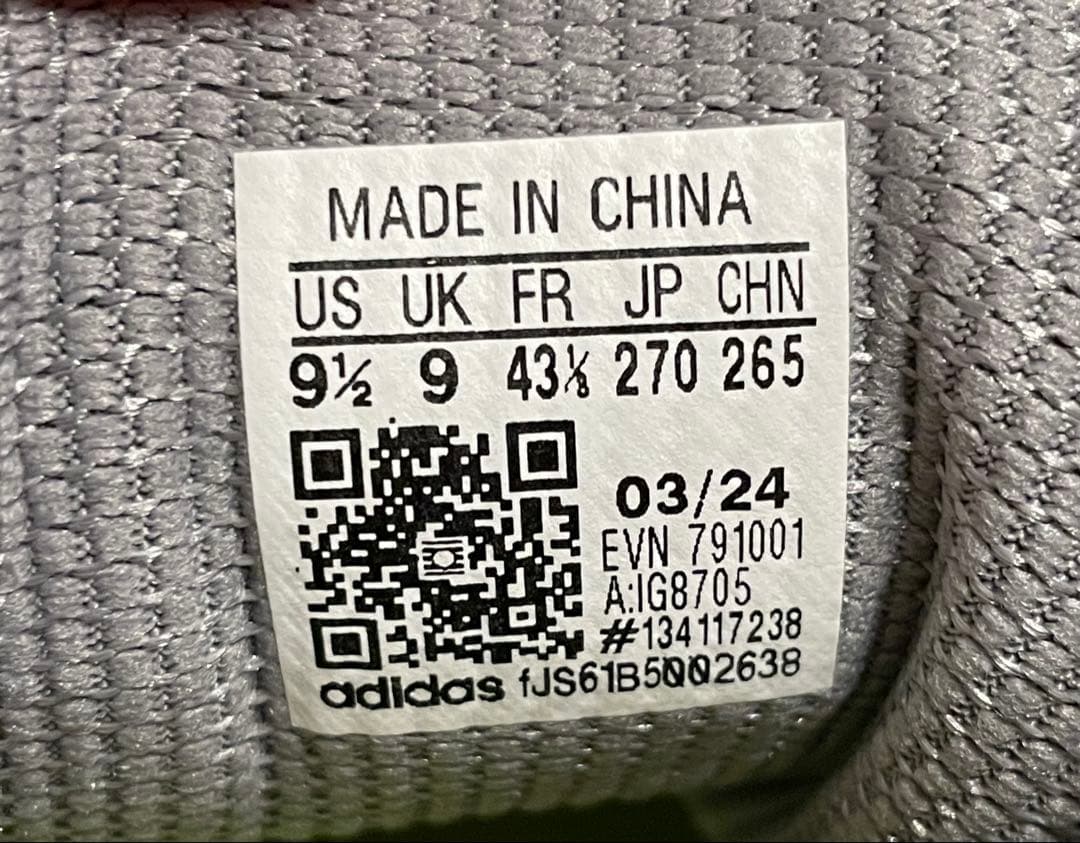 MADE IN CHINA
US UK FR JP CHN
9½ 9 43⅓ 270 265
03/24
EVN 791001
A:IG8705
#134117238
adidas fJS61B5002638